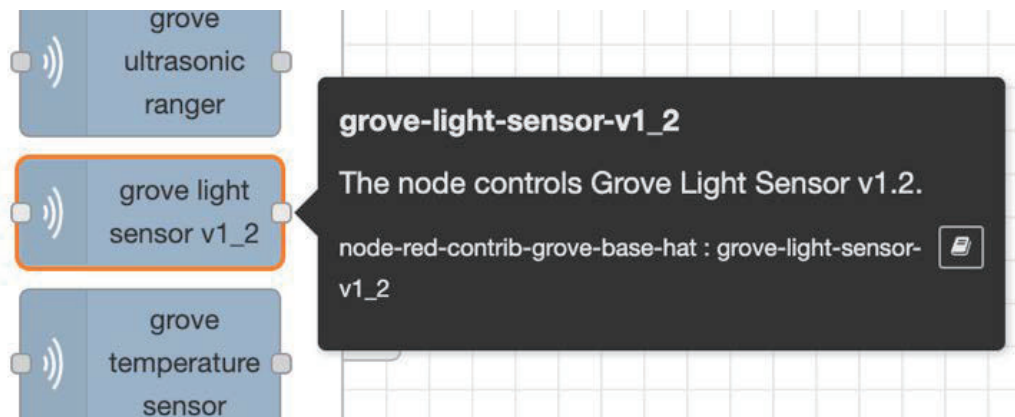 grove
ultrasonic
ranger
grove light
sensor v1_2
grove
temperature
sensor
grove-light-sensor-v1_2
The node controls Grove Light Sensor v1.2.
node-red-contrib-grove-base-hat : grove-light-sensor-
v1_2